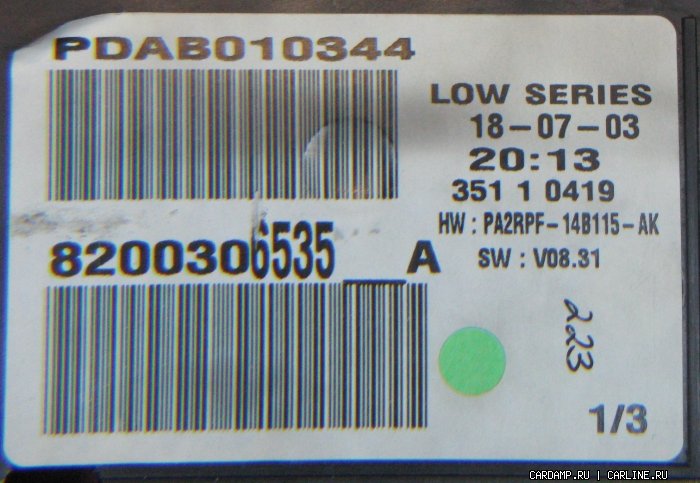 PDAB010344
LOW SERIES
18-07-03
20:13
351 1 0419
HW : PA2RPF-14B115-AK
SW : V08.31
8200306535__A
223
1/3
CARDAMP.RU | CARLINE.RU